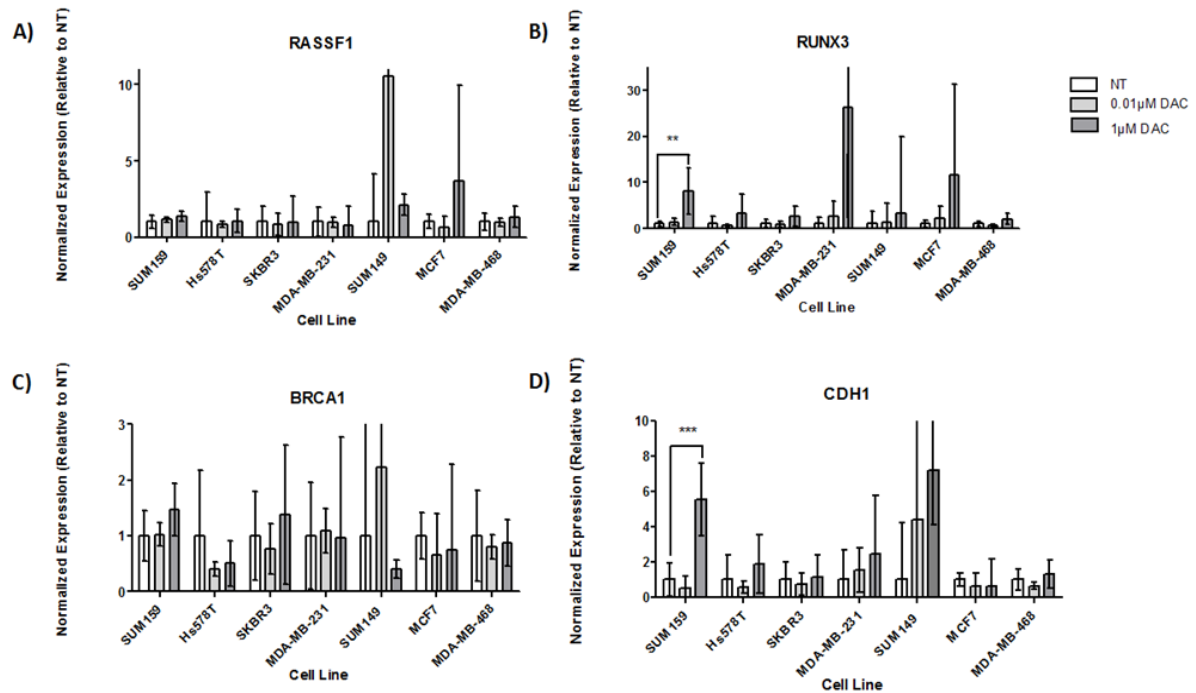 A)
RASSF1
Normalized Expression (Relative to NT)
10
5
0
SUM159
Hs578T
SKBR3
MDA-MB-231
SUM149
MCF7
MDA-MB-468
Cell Line
B)
RUNX3
Normalized Expression (Relative to NT)
30
20
10
0
**
SUM159
Hs578T
SKBR3
MDA-MB-231
SUM149
MCF7
MDA-MB-468
Cell Line
NT
0.01µM DAC
1µM DAC
C)
BRCA1
Normalized Expression (Relative to NT)
3
2
1
0
SUM159
Hs578T
SKBR3
MDA-MB-231
SUM149
MCF7
MDA-MB-468
Cell Line
D)
CDH1
Normalized Expression (Relative to NT)
10
8
6
4
2
0
***
SUM159
Hs578T
SKBR3
MDA-MB-231
SUM149
MCF7
MDA-MB-468
Cell Line